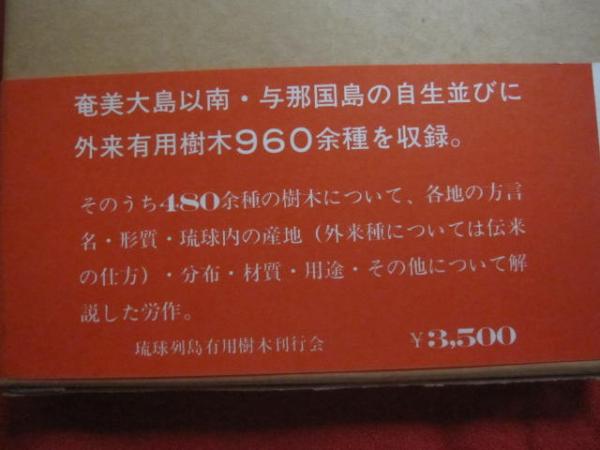 奄美大島以南・与那国島の自生並びに
外来有用樹木960余種を収録。
そのうち480余種の樹木について、各地の方言
名・形質・琉球内の産地（外来種については伝来
の仕方）・分布・材質・用途・その他について解
説した労作。
琉球列島有用樹木刊行会 ¥3,500